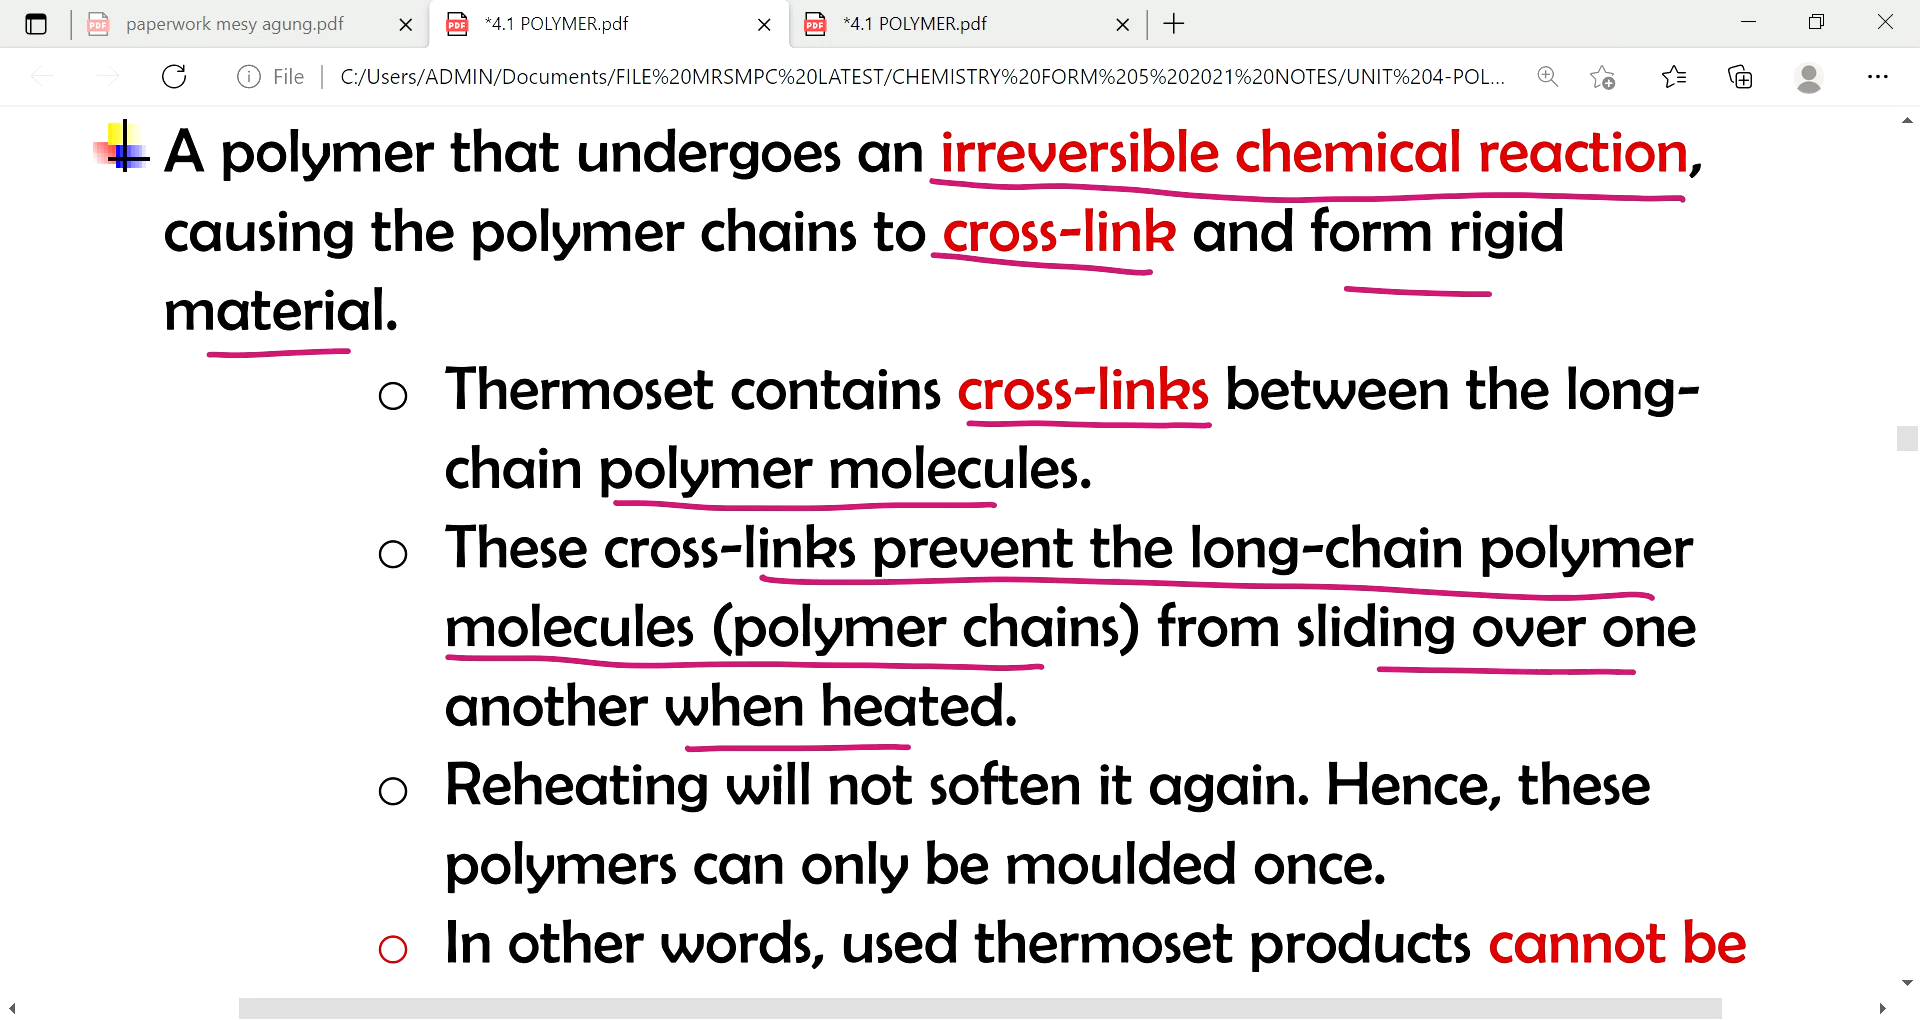 paperwork mesy agung.pdf
*4.1 POLYMER.pdf
*4.1 POLYMER.pdf
File
C:/Users/ADMIN/Documents/FILE%20MRSMPC%20LATEST/CHEMISTRY%20FORM%205%202021%20NOTES/UNIT%204-POL...
A polymer that undergoes an irreversible chemical reaction,
causing the polymer chains to cross-link and form rigid
material.
Thermoset contains cross-links between the long-
chain polymer molecules.
These cross-links prevent the long-chain polymer
molecules (polymer chains) from sliding over one
another when heated.
Reheating will not soften it again. Hence, these
polymers can only be moulded once.
In other words, used thermoset products cannot be